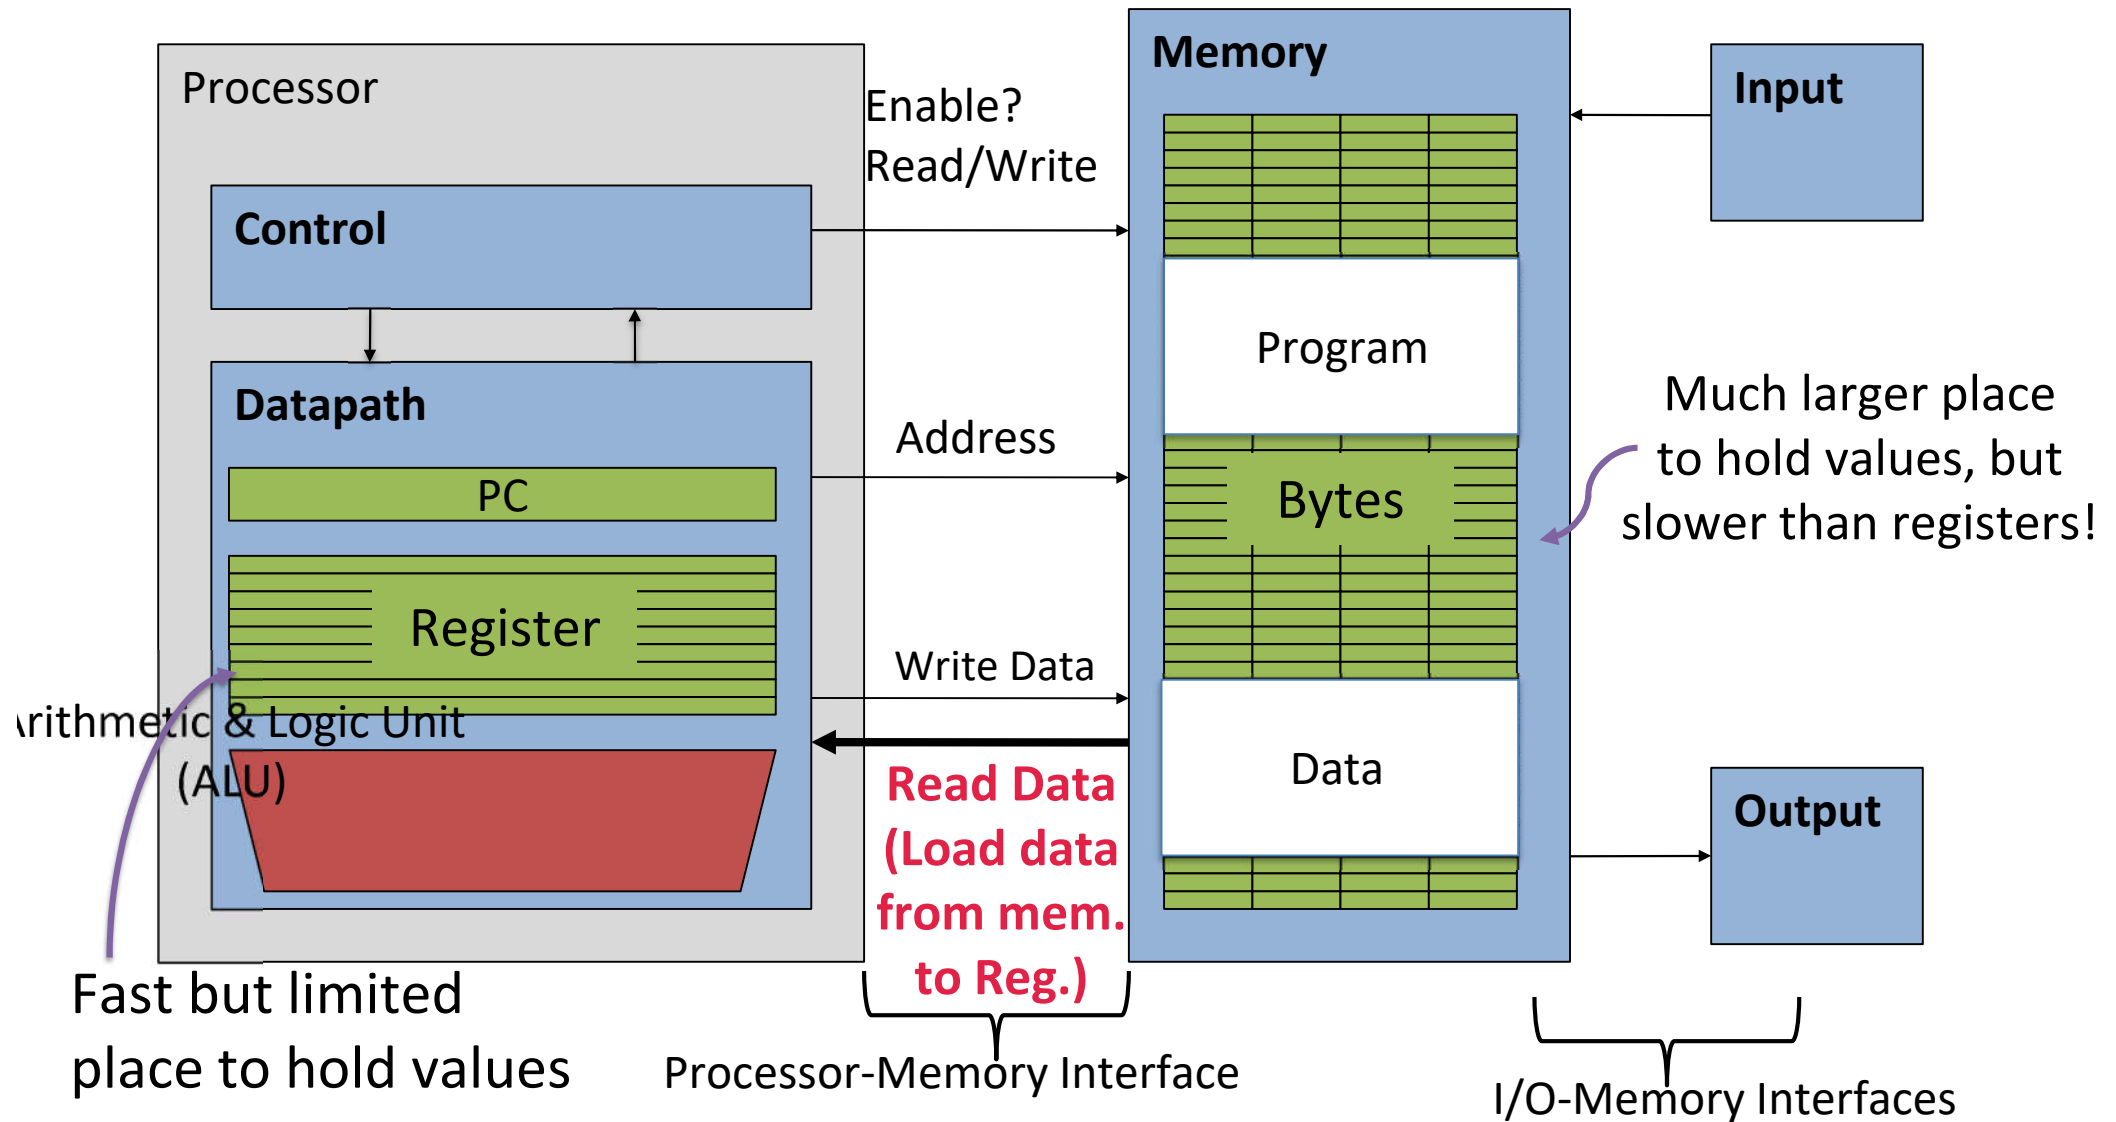 Processor
Control
Datapath
PC
Register
rithmetic & Logic Unit
(ALU)
Fast but limited
place to hold values
Enable?
Read/Write
Address
Write Data
Read Data
(Load data
from mem.
to Reg.)
Processor-Memory Interface
Memory
Program
Bytes
Data
Input
Much larger place
to hold values, but
slower than registers!
Output
I/O-Memory Interfaces